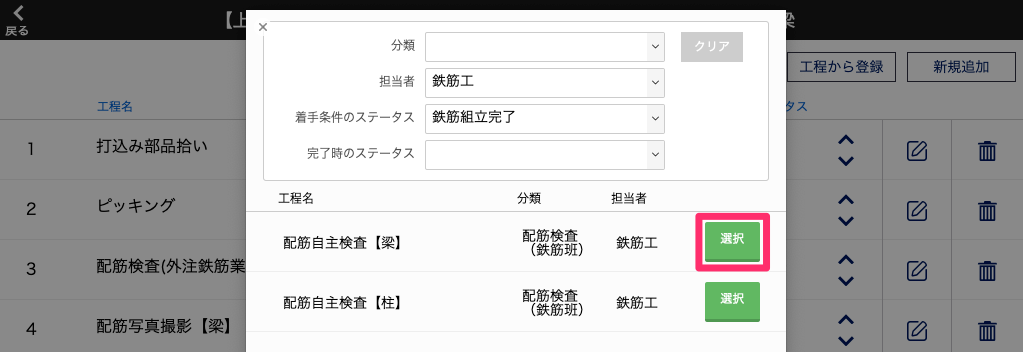 戻る
【上
梁
分類
クリア
担当者
鉄筋工
着手条件のステータス
鉄筋組立完了
完了時のステータス
工程から登録
新規追加
工程名
タス
1
打込み部品拾い
2
ピッキング
3
配筋検査(外注鉄筋業
4
配筋写真撮影【梁】
工程名
分類
担当者
配筋自主検査【梁】
配筋検査
（鉄筋班）
鉄筋工
選択
配筋自主検査【柱】
配筋検査
（鉄筋班）
鉄筋工
選択